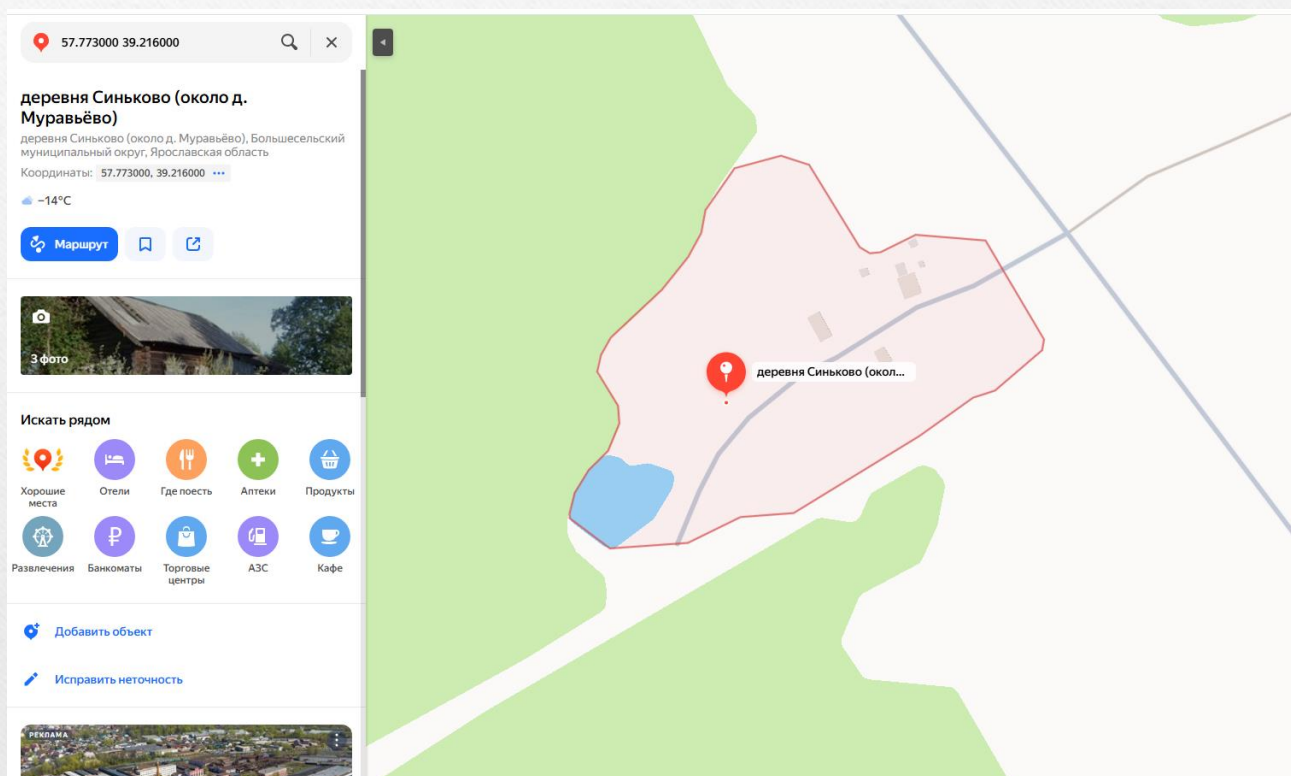 57.773000 39.216000
деревня Синьково (около д.
Муравьёво)
деревня Синьково (около д. Муравьёво), Большесельский
муниципальный округ, Ярославская область
Координаты: 57.773000, 39.216000 •••
−14°C
Маршрут
3 фото
Искать рядом
Хорошие
места
Отели
Где поесть
Аптеки
Продукты
Развлечения
Банкоматы
Торговые
центры
АЗС
Кафе
Добавить объект
Исправить неточность
РЕКЛАМА
деревня Синьково (окол...